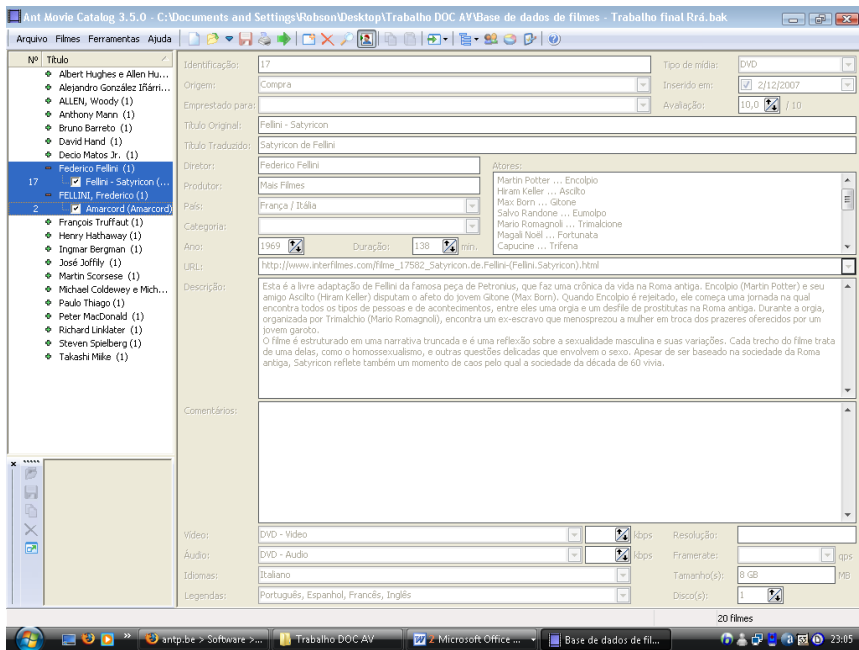 Ant Movie Catalog 3.5.0 - C:\Documents and Settings\Robson\Desktop\Trabalho DOC AV\Base de dados de filmes - Trabalho final Rrá.bak
Arquivo Filmes Ferramentas Ajuda
Nº Título
Albert Hughes e Allen Hu...
Alejandro González Iñárri...
ALLEN, Woody (1)
Anthony Mann (1)
Bruno Barreto (1)
David Hand (1)
Decio Matos Jr. (1)
Federico Fellini (1)
17 Fellini - Satyricon (...
FELLINI, Frederico (1)
2 Amarcord (Amarcord)
François Truffaut (1)
Henry Hathaway (1)
Ingmar Bergman (1)
José Joffily (1)
Martin Scorsese (1)
Michael Coldewey e Mich...
Paulo Thiago (1)
Peter MacDonald (1)
Richard Linklater (1)
Steven Spielberg (1)
Takashi Miike (1)
Identificação: 17 Tipo de mídia: DVD
Origem: Compra Inserido em: 2/12/2007
Emprestado para: Avaliação: 10,0 / 10
Título Original: Fellini - Satyricon
Título Traduzido: Satyricon de Fellini
Diretor: Federico Fellini
Produtor: Mais Filmes
País: França / Itália
Categoria:
Ano: 1969 Duração: 138 min.
Atores:
Martin Potter ... Encolpio
Hiram Keller ... Ascilto
Max Born ... Gitone
Salvo Randone ... Eumolpo
Mario Romagnoli ... Trimalcione
Magali Noël ... Fortunata
Capucine ... Trifena
URL: http://www.interfilmes.com/filme_17582_Satyricon.de.Fellini-(Fellini.Satyricon).html
Descrição:
Esta é a livre adaptação de Fellini da famosa peça de Petronius, que faz uma crônica da vida na Roma antiga. Encolpio (Martin Potter) e seu
amigo Ascilto (Hiram Keller) disputam o afeto do jovem Gitone (Max Born). Quando Encolpio é rejeitado, ele começa uma jornada na qual
encontra todos os tipos de pessoas e de acontecimentos, entre eles uma orgia e um desfile de prostitutas na Roma antiga. Durante a orgia,
organizada por Trimalchio (Mario Romagnoli), encontra um ex-escravo que menosprezou a mulher em troca dos prazeres oferecidos por um
jovem garoto.
O filme é estruturado em uma narrativa truncada e é uma reflexão sobre a sexualidade masculina e suas variações. Cada trecho do filme trata
de uma delas, como o homossexualismo, e outras questões delicadas que envolvem o sexo. Apesar de ser baseado na sociedade da Roma
antiga, Satyricon reflete também um momento de caos pelo qual a sociedade da década de 60 vivia.
Comentários:
Vídeo: DVD - Video kbps Resolução:
Áudio: DVD - Audio kbps Framerate: qps
Idiomas: Italiano Tamanho(s): 8 GB MB
Legendas: Português, Espanhol, Francês, Inglês Disco(s): 1
20 filmes
antp.be > Software >... Trabalho DOC AV 2 Microsoft Office ... Base de dados de fil... 23:05